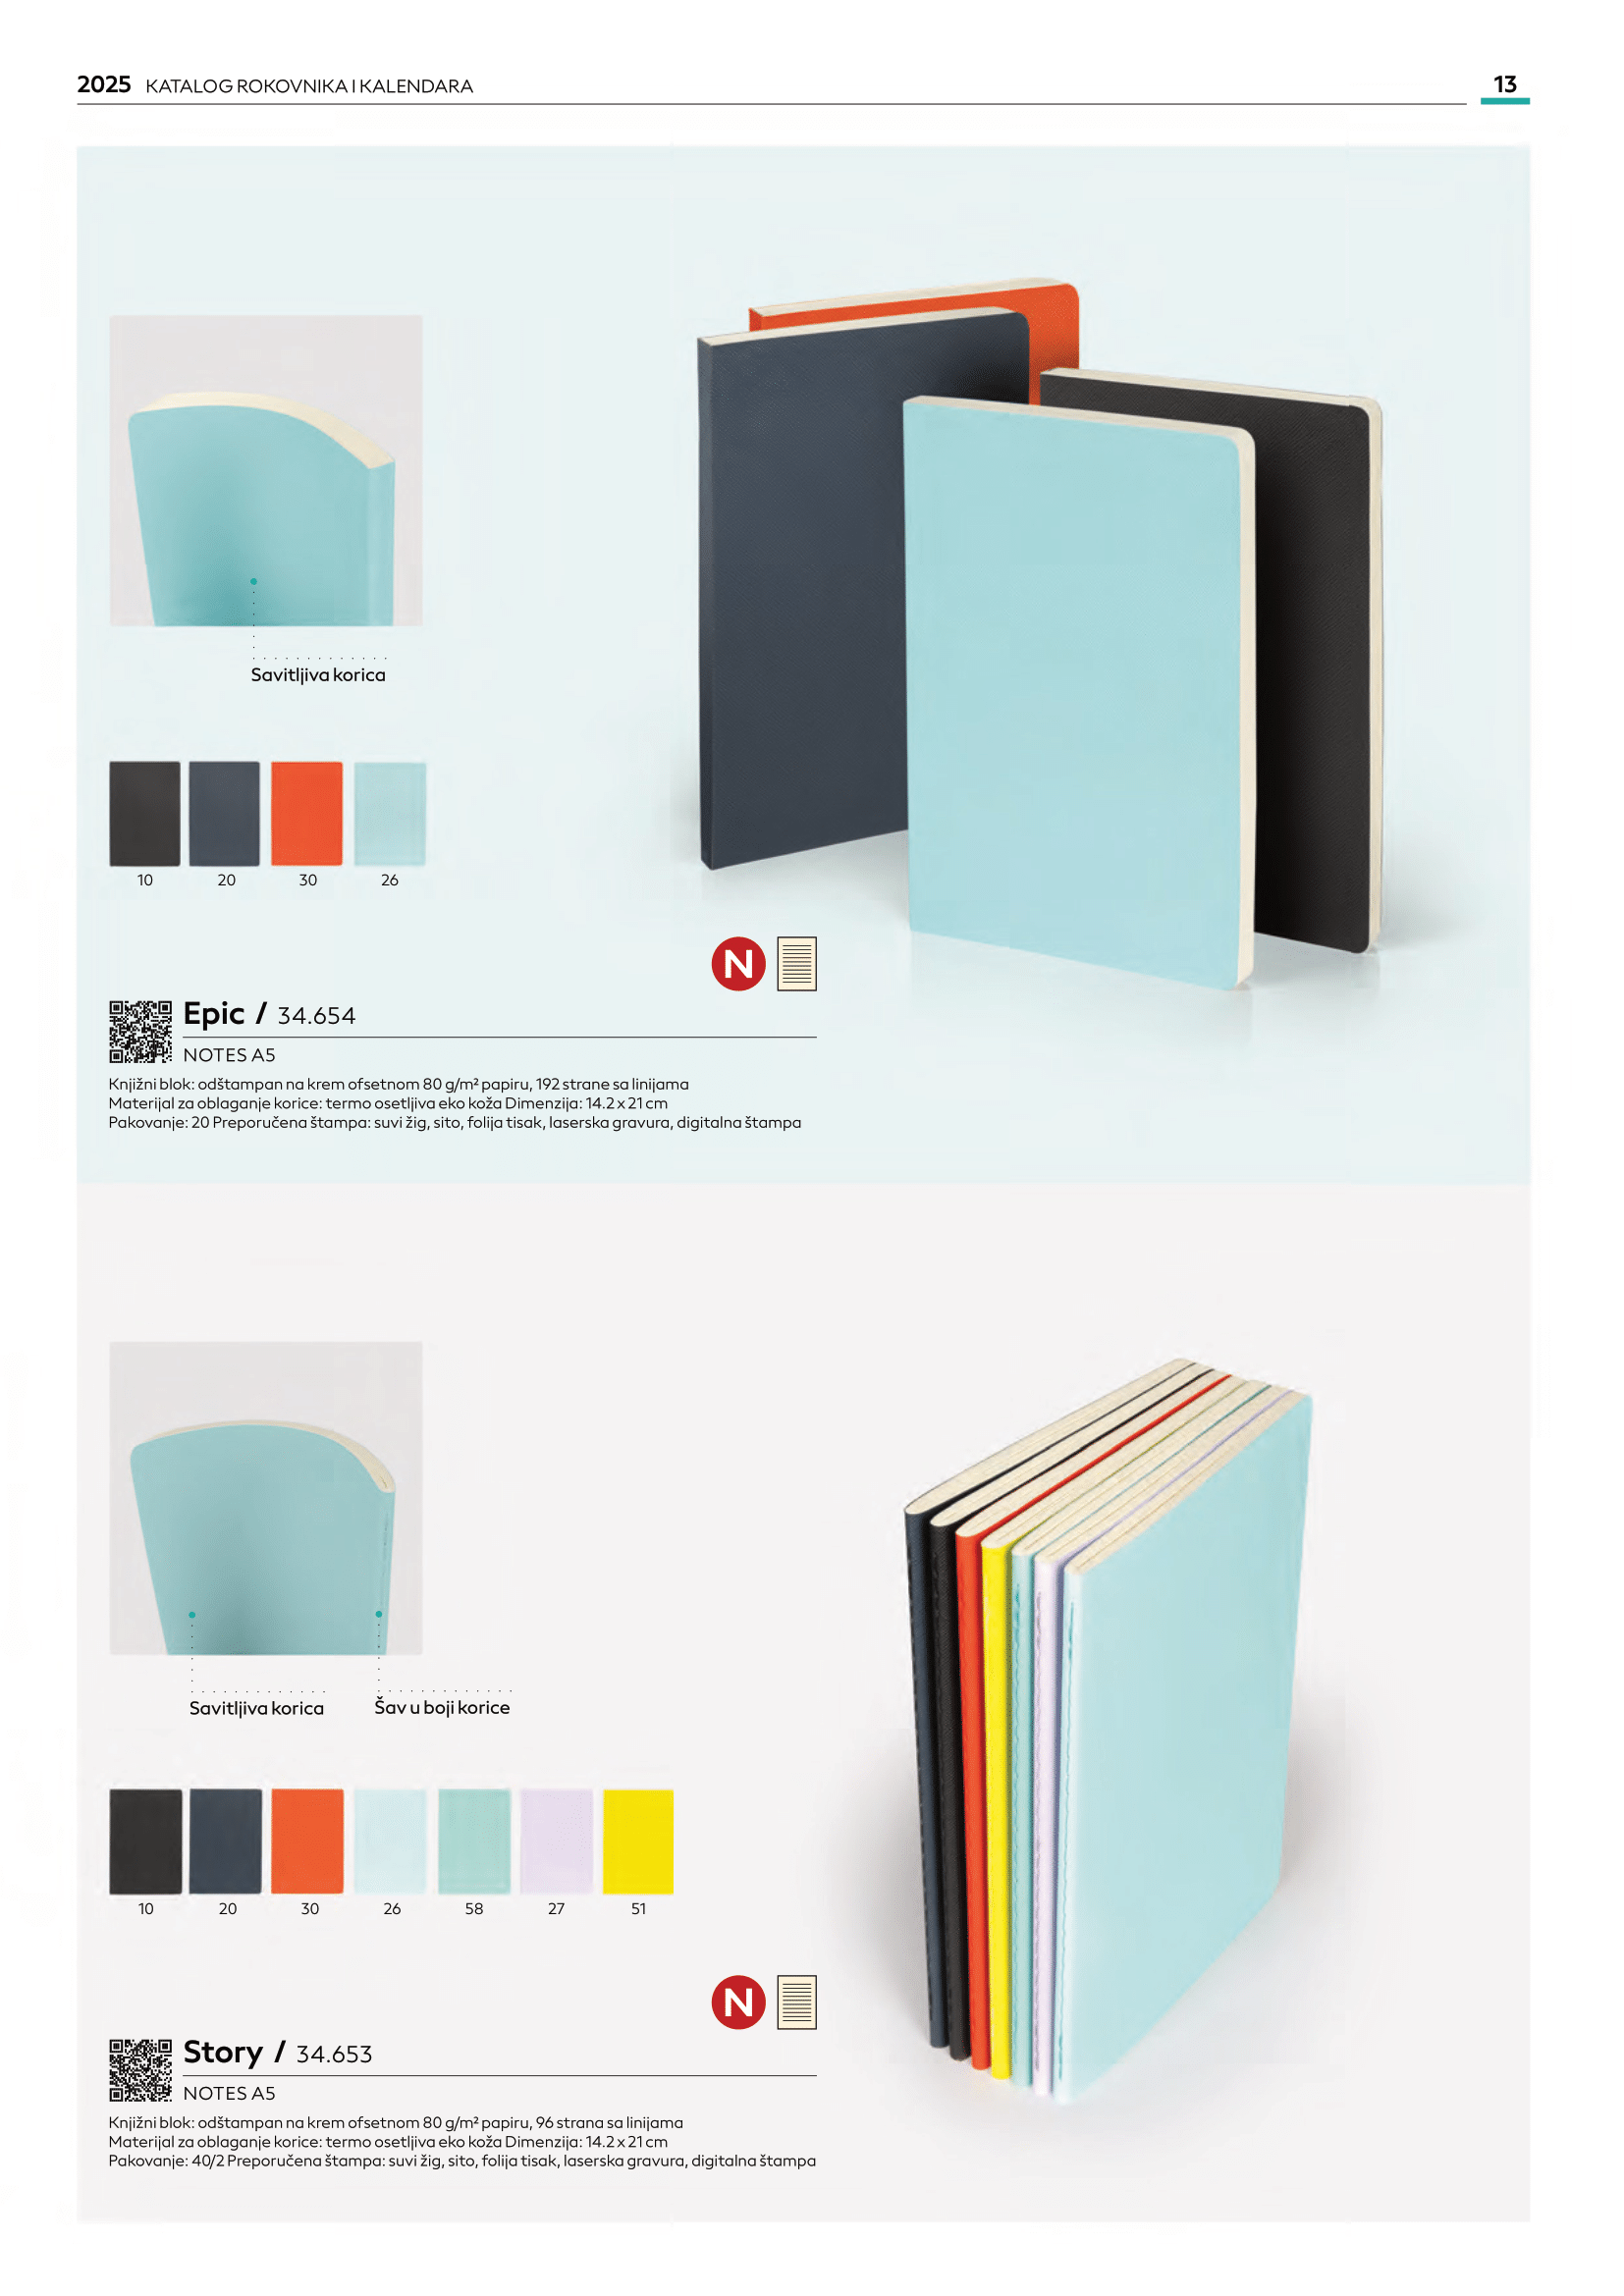 2025 KATALOG ROKOVNIKA I KALENDARA
13
Savitljiva korica
10 20 30 26
N
Epic / 34.654
NOTES A5
Knjižni blok: odštampan na krem ofsetnom 80 g/m² papiru, 192 strane sa linijama
Materijal za oblaganje korice: termo osetljiva eko koža Dimenzija: 14.2 x 21 cm
Pakovanje: 20 Preporučena štampa: suvi žig, sito, folija tisak, laserska gravura, digitalna štampa
Savitljiva korica
Šav u boji korice
10 20 30 26 58 27 51
N
Story / 34.653
NOTES A5
Knjižni blok: odštampan na krem ofsetnom 80 g/m² papiru, 96 strana sa linijama
Materijal za oblaganje korice: termo osetljiva eko koža Dimenzija: 14.2 x 21 cm
Pakovanje: 40/2 Preporučena štampa: suvi žig, sito, folija tisak, laserska gravura, digitalna štampa